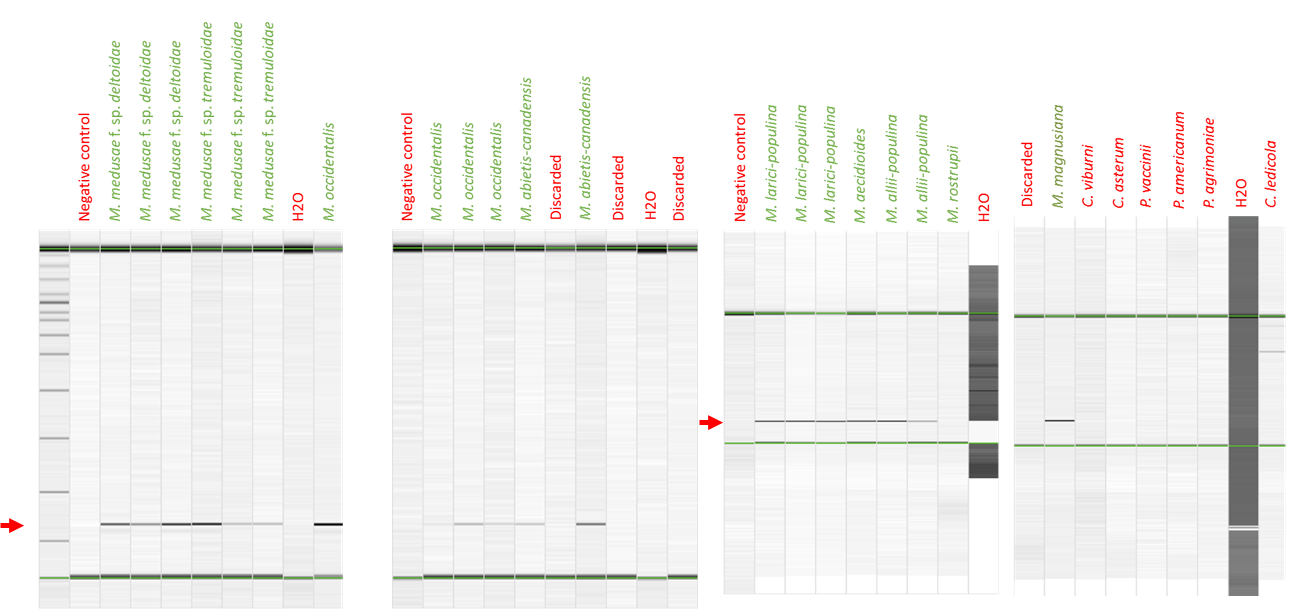 Negative control
M. medusae f. sp. deltoidae
M. medusae f. sp. deltoidae
M. medusae f. sp. deltoidae
M. medusae f. sp. tremuloidae
M. medusae f. sp. tremuloidae
M. medusae f. sp. tremuloidae
H2O
M. occidentalis
Negative control
M. occidentalis
M. occidentalis
M. occidentalis
M. abietis-canadensis
Discarded
M. abietis-canadensis
Discarded
H2O
Discarded
Negative control
M. larici-populina
M. larici-populina
M. larici-populina
M. aecidioides
M. allii-populina
M. allii-populina
M. rostrupii
H2O
Discarded
M. magnusiana
C. viburni
C. asterum
P. vaccinii
P. americanum
P. agrimoniae
H2O
C. ledicola